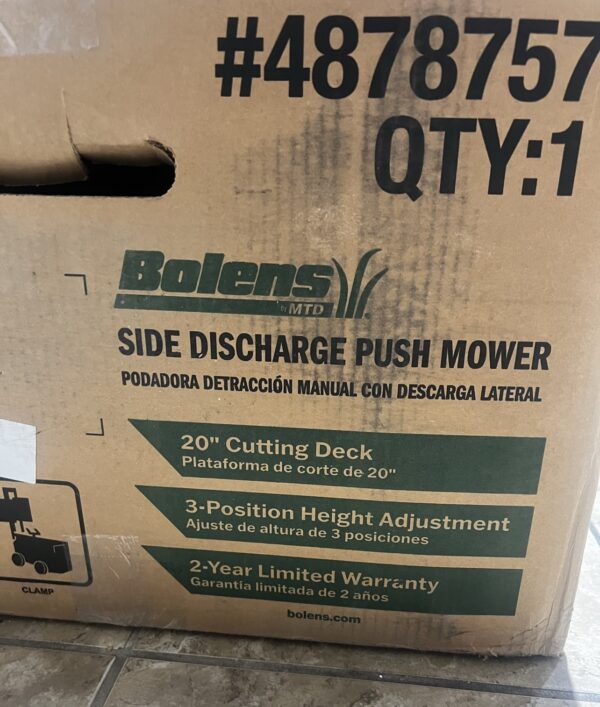 #4878757
QTY:1
Bolens
by MTD
SIDE DISCHARGE PUSH MOWER
PODADORA DETRACCIÓN MANUAL CON DESCARGA LATERAL
20" Cutting Deck
Plataforma de corte de 20"
3-Position Height Adjustment
Ajuste de altura de 3 posiciones
2-Year Limited Warranty
Garantía limitada de 2 años
bolens.com
CLAMP